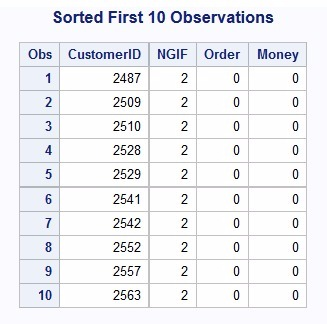 Sorted First 10 Observations
Obs CustomerID NGIF Order Money
1 2487 2 0 0
2 2509 2 0 0
3 2510 2 0 0
4 2528 2 0 0
5 2529 2 0 0
6 2541 2 0 0
7 2542 2 0 0
8 2552 2 0 0
9 2557 2 0 0
10 2563 2 0 0